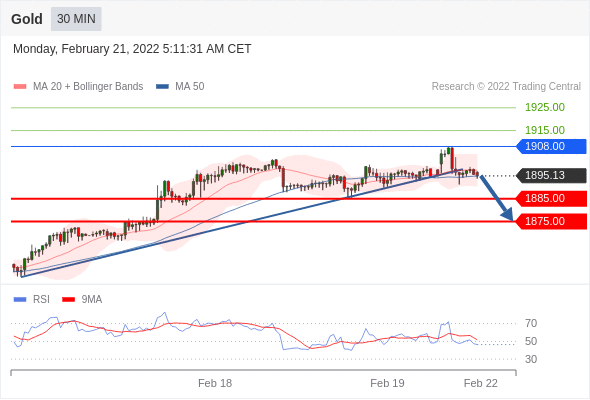 Gold 30 MIN
Monday, February 21, 2022 5:11:31 AM CET
MA 20 + Bollinger Bands MA 50 Research © 2022 Trading Central
1925.00
1915.00
1908.00
1895.13
1885.00
1875.00
RSI 9MA
70
50
30
Feb 18 Feb 19 Feb 22